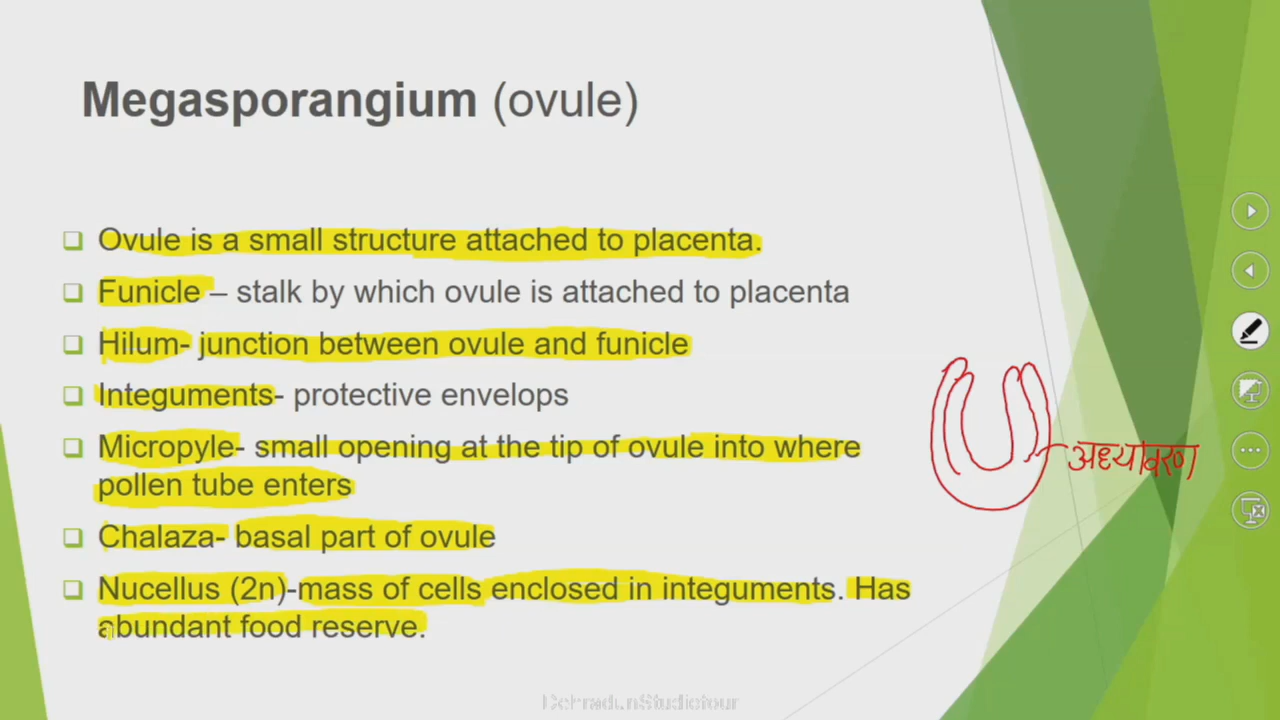 Megasporangium (ovule)
Ovule is a small structure attached to placenta.
Funicle – stalk by which ovule is attached to placenta
Hilum- junction between ovule and funicle
Integuments- protective envelops
Micropyle- small opening at the tip of ovule into where
pollen tube enters
अध्यावरण
Chalaza- basal part of ovule
Nucellus (2n)-mass of cells enclosed in integuments. Has
abundant food reserve.
DehradunStudietour